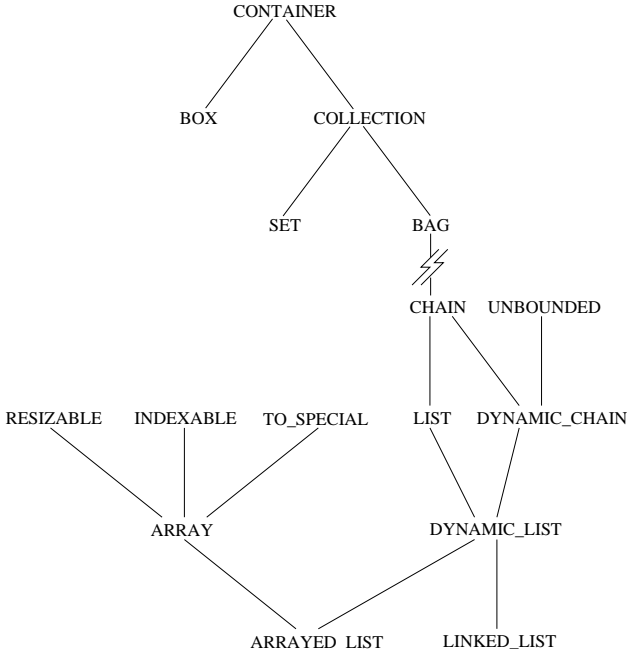 CONTAINER
BOX COLLECTION
SET BAG
CHAIN UNBOUNDED
RESIZABLE INDEXABLE TO_SPECIAL LIST DYNAMIC_CHAIN
ARRAY DYNAMIC_LIST
ARRAYED_LIST LINKED_LIST